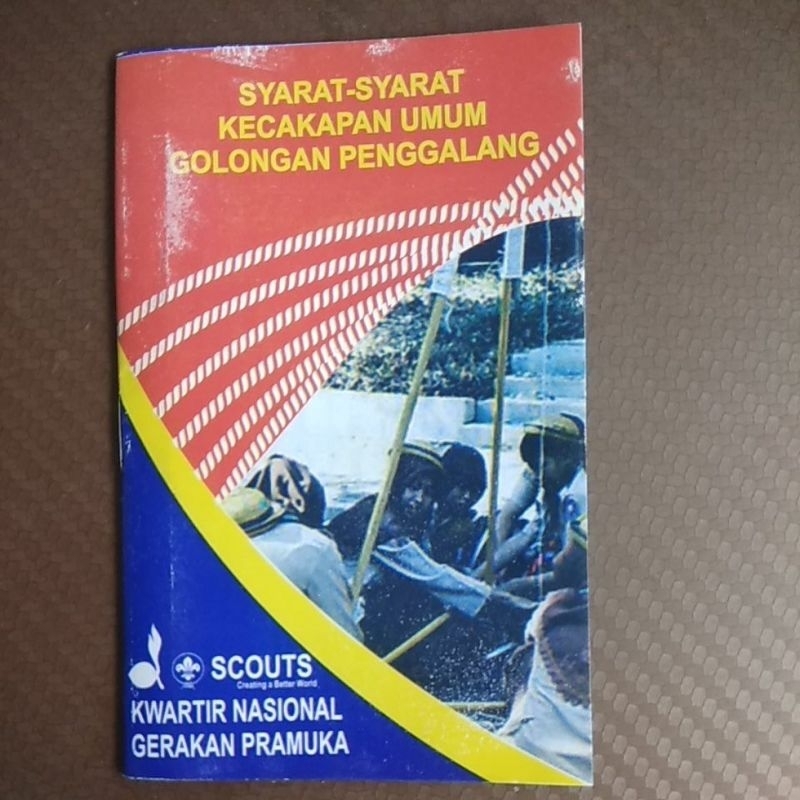 SYARAT-SYARAT
KECAKAPAN UMUM
GOLONGAN PENGGALANG
SCOUTS
Creating a Better World
KWARTIR NASIONAL
GERAKAN PRAMUKA